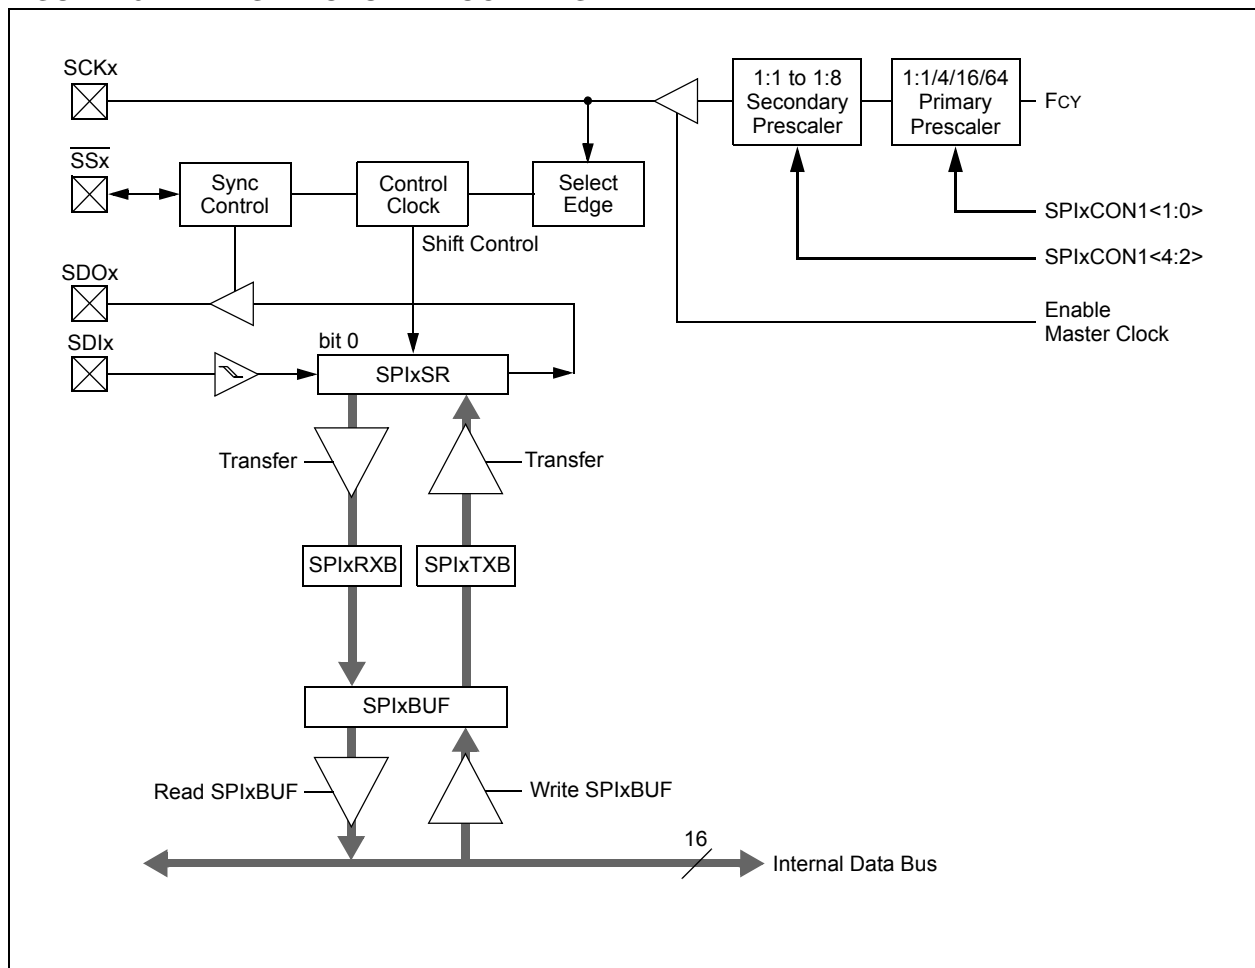 SCKx
1:1 to 1:8
Secondary
Prescaler
1:1/4/16/64
Primary
Prescaler
FCY
SSx
Sync
Control
Control
Clock
Select
Edge
SPIxCON1<1:0>
Shift Control
SPIxCON1<4:2>
SDOx
Enable
Master Clock
SDIx
bit 0
SPIxSR
Transfer
Transfer
SPIxRXB
SPIxTXB
SPIxBUF
Read SPIxBUF
Write SPIxBUF
16
Internal Data Bus